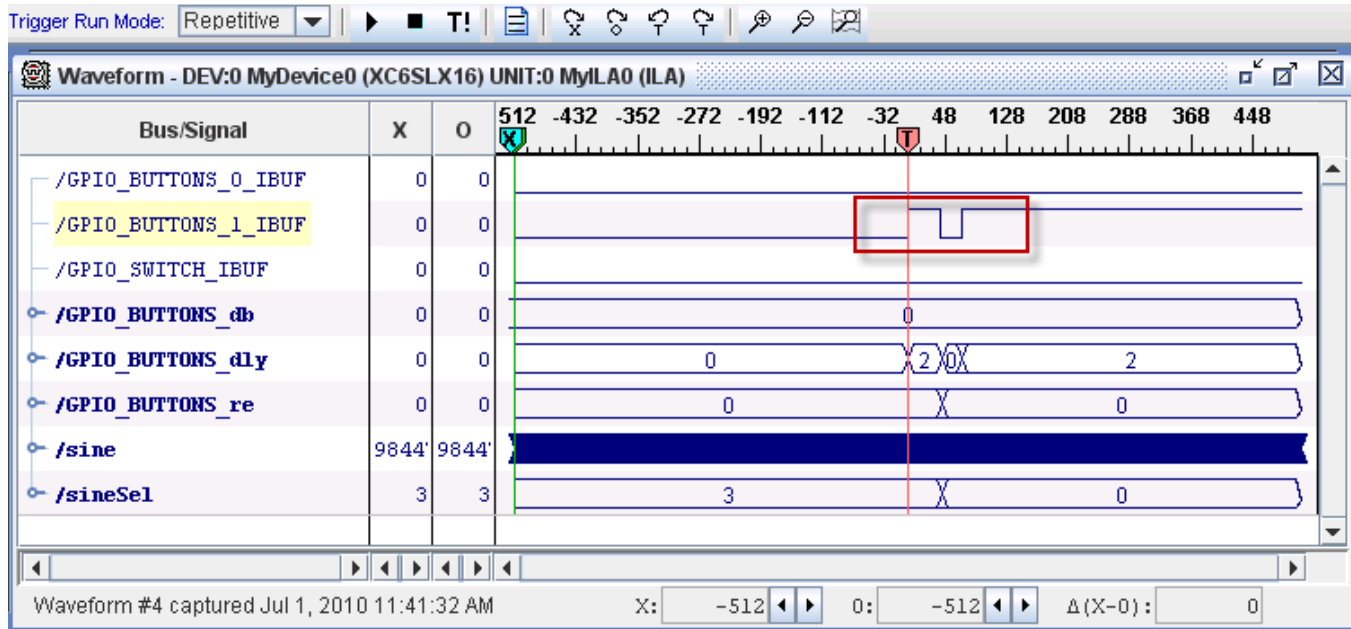 Trigger Run Mode: Repetitive T!
Waveform - DEV:0 MyDevice0 (XC6SLX16) UNIT:0 MyILA0 (ILA)
Bus/Signal X O 512 -432 -352 -272 -192 -112 -32 48 128 208 288 368 448
X T
/GPIO_BUTTONS_0_IBUF 0 0
/GPIO_BUTTONS_1_IBUF 0 0
/GPIO_SWITCH_IBUF 0 0
/GPIO_BUTTONS_db 0 0 0
/GPIO_BUTTONS_dly 0 0 0 2 0 2
/GPIO_BUTTONS_re 0 0 0 0
/sine 9844' 9844'
/sineSel 3 3 3 0
Waveform #4 captured Jul 1, 2010 11:41:32 AM X: -512 O: -512 Δ(X-O): 0